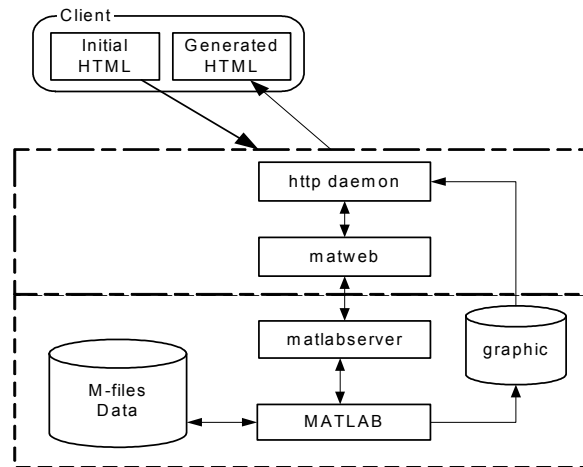 Client
Initial
HTML
Generated
HTML
http daemon
matweb
matlabserver
graphic
M-files
Data
MATLAB